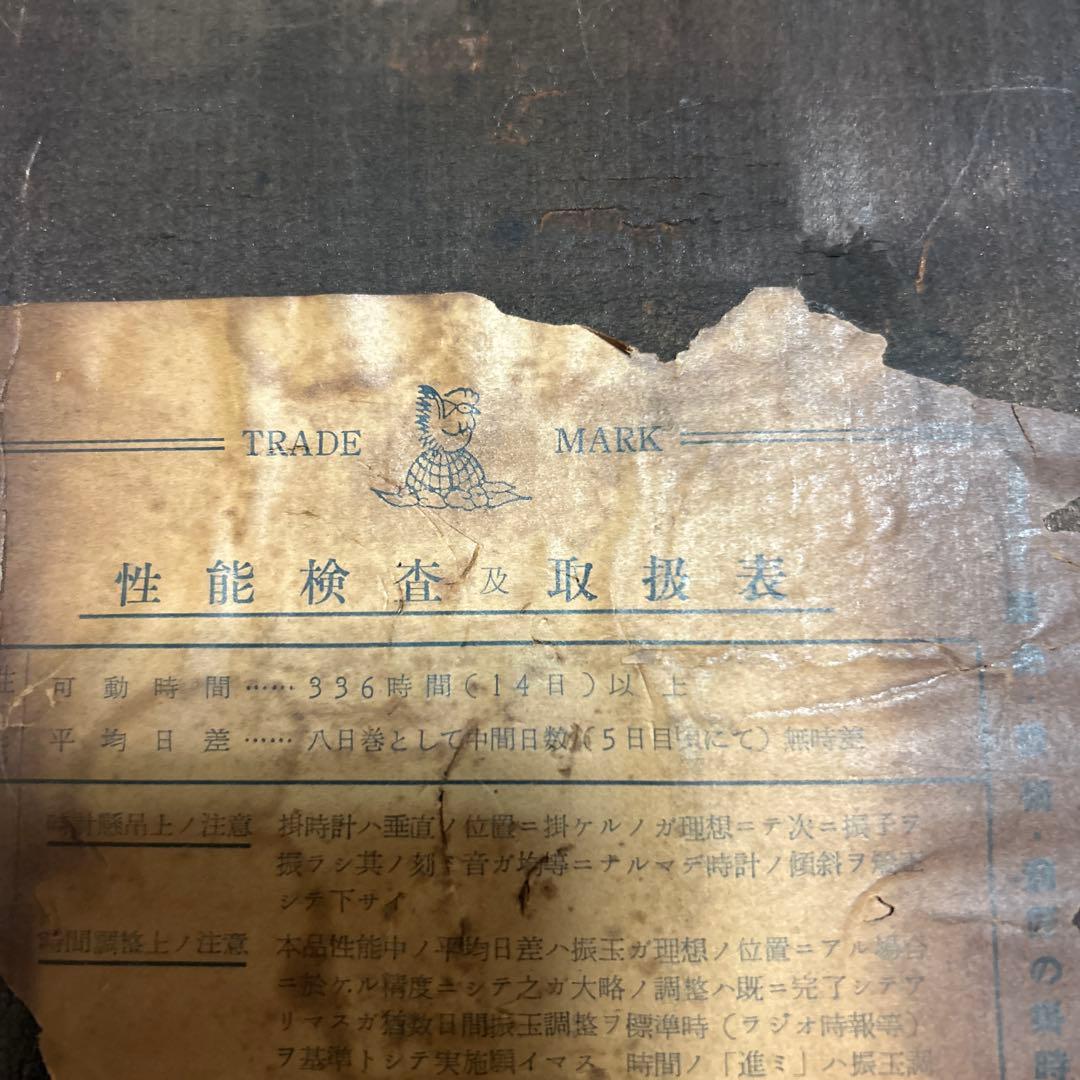 TRADE MARK
性能検査及取扱表
可動時間……336時間(14日)以上
平均日差……八日巻として中間日数(5日目頃にて)無時差
時計懸吊上ノ注意 掛時計ハ垂直ノ位置ニ掛ケルノガ理想ニテ次ニ振子ヲ
振ラシ其ノ刻ミ音ガ均等ニナルマデ時計ノ傾斜ヲ矯正
シテ下サイ
時間調整上ノ注意 本品性能中ノ平均日差ハ振玉ガ理想ノ位置ニアル場合
ニ於ケル精度ニシテ之ガ大略ノ調整ハ既ニ完了シテア
リマスガ猶数日間振玉調整ヲ標準時(ラジオ時報等)
ヲ基準トシテ実施願イマス 時間ノ「進ミ」ハ振玉調
の掛時